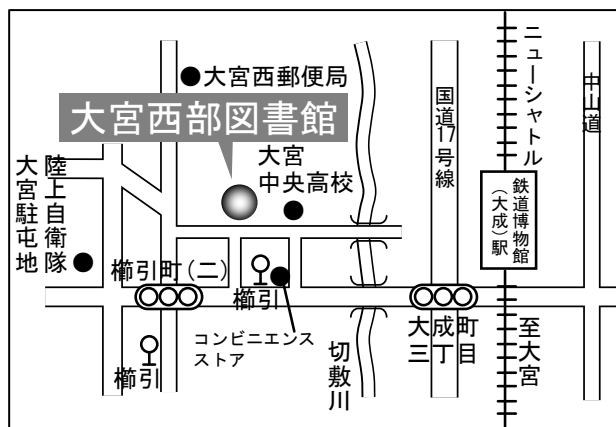 大宮西郵便局
大宮西部図書館
大宮
中央高校
国道17号線
ニューシャトル
中山道
鉄道博物館
(大成)駅
陸上自衛隊
大宮駐屯地
櫛引町(二)
櫛引
コンビニエンス
ストア
櫛引
切敷川
大成町
三丁目
至大宮